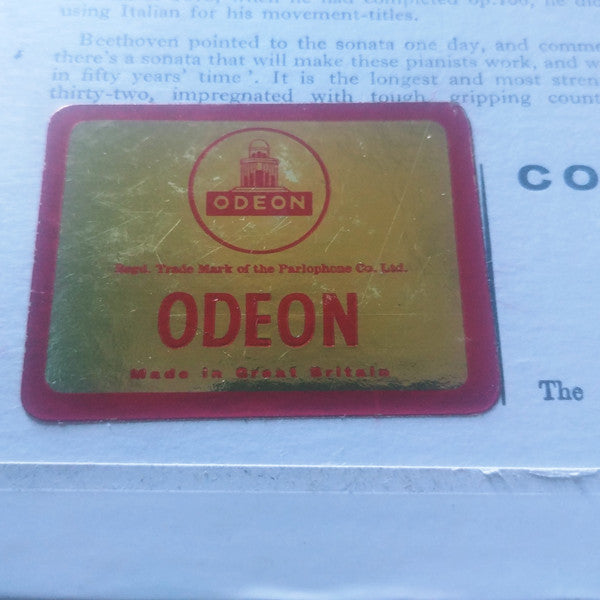 using Italian for his movement-titles.
Beethoven pointed to the sonata one day, and comme
there's a sonata that will make these pianists work, and w
in fifty years' time'. It is the longest and most stren
thirty-two, impregnated with tough, gripping count
ODEON
Regd. Trade Mark of the Parlophone Co. Ltd.
ODEON
Made in Great Britain
CO
The